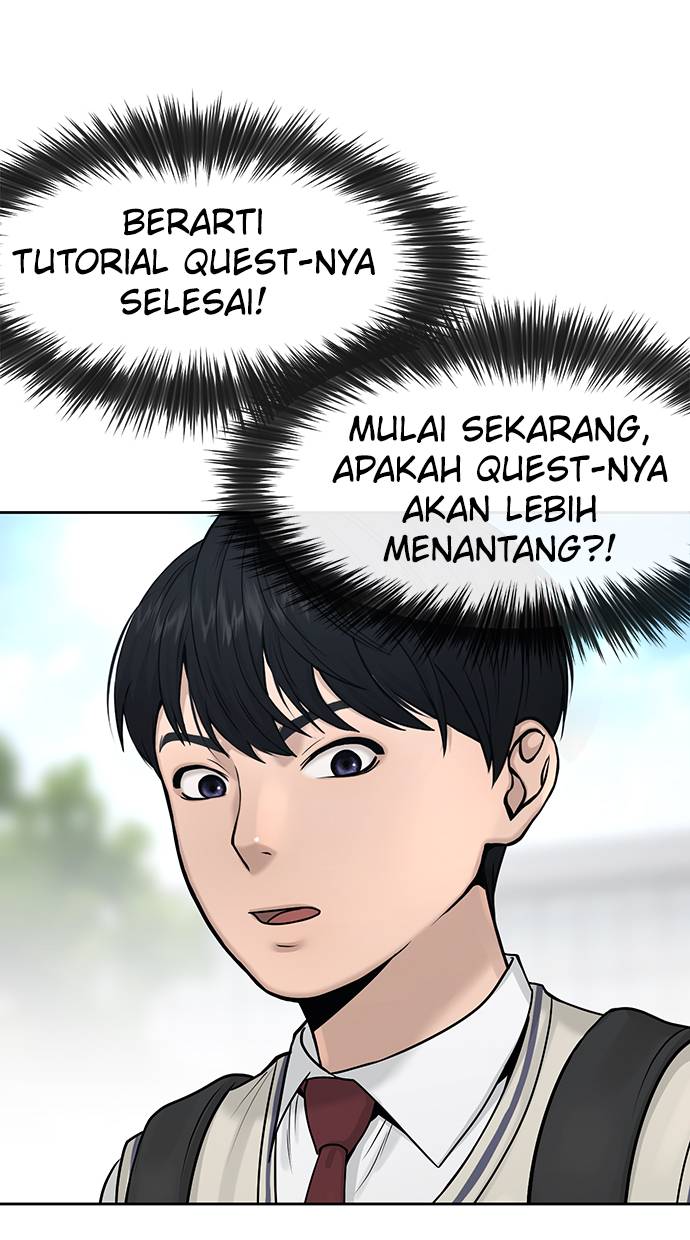 BERARTI
TUTORIAL QUEST-NYA
SELESAI!
MULAI SEKARANG,
APAKAH QUEST-NYA
AKAN LEBIH
MENANTANG?!